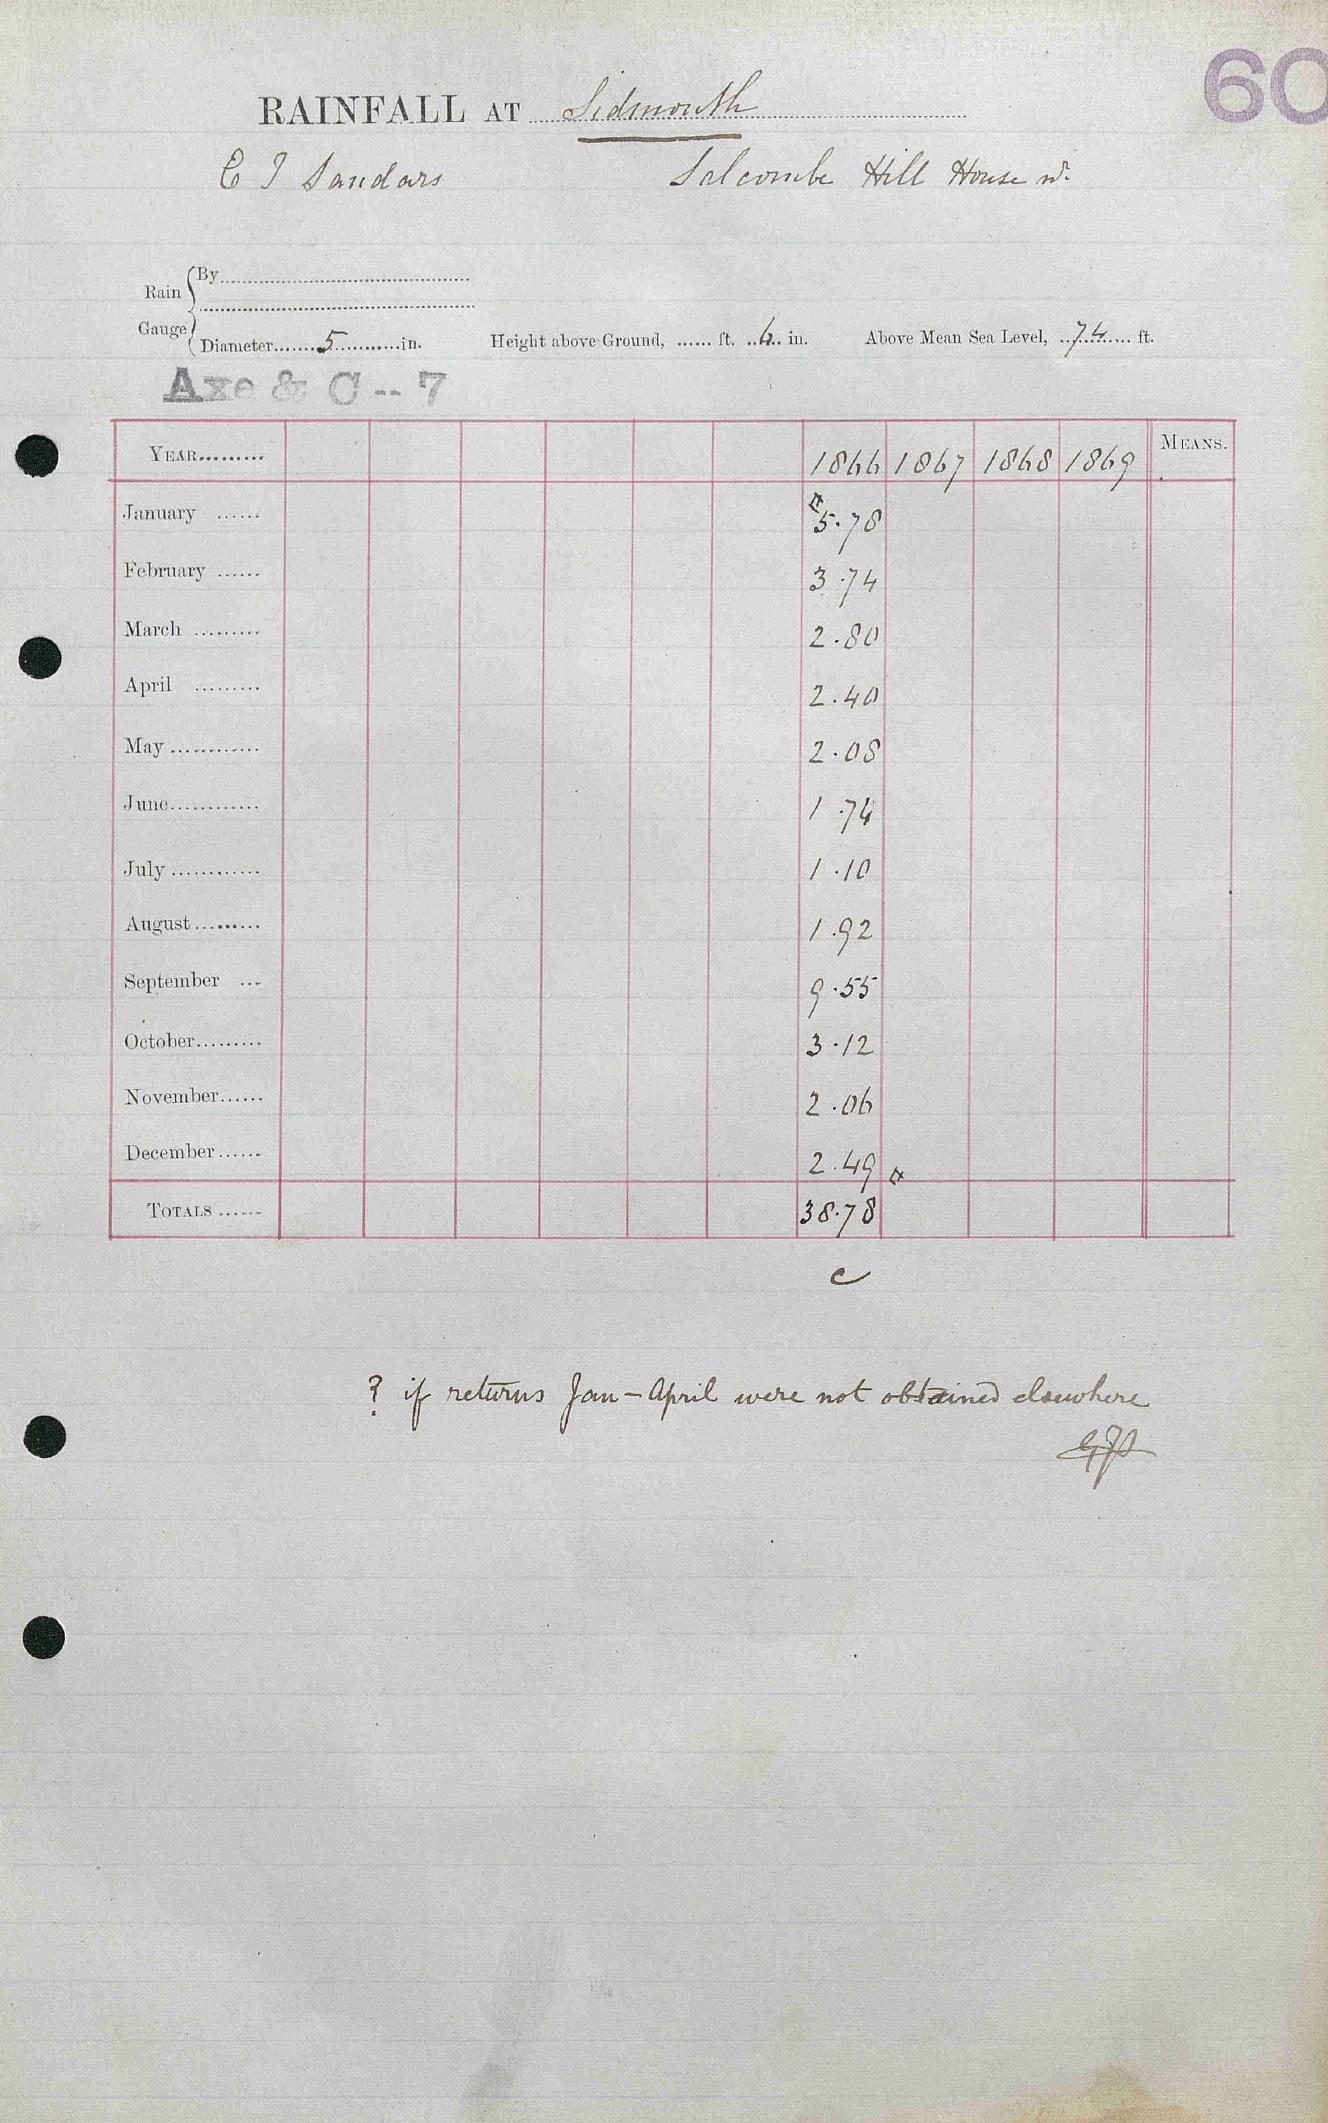 60
RAINFALL AT Sidmouth
E J Sandars Salcombe Hill House
Rain Gauge
By
Diameter 5 in. Height above Ground, ft. 6 in. Above Mean Sea Level, 74 ft.
Axe & C -- 7
YEAR 1866 1867 1868 1869 MEANS.
January 5.78
February 3.74
March 2.80
April 2.40
May 2.08
June 1.74
July 1.10
August 1.92
September 9.55
October 3.12
November 2.06
December 2.49
TOTALS 38.78
c
? if returns Jan - April were not obtained elsewhere